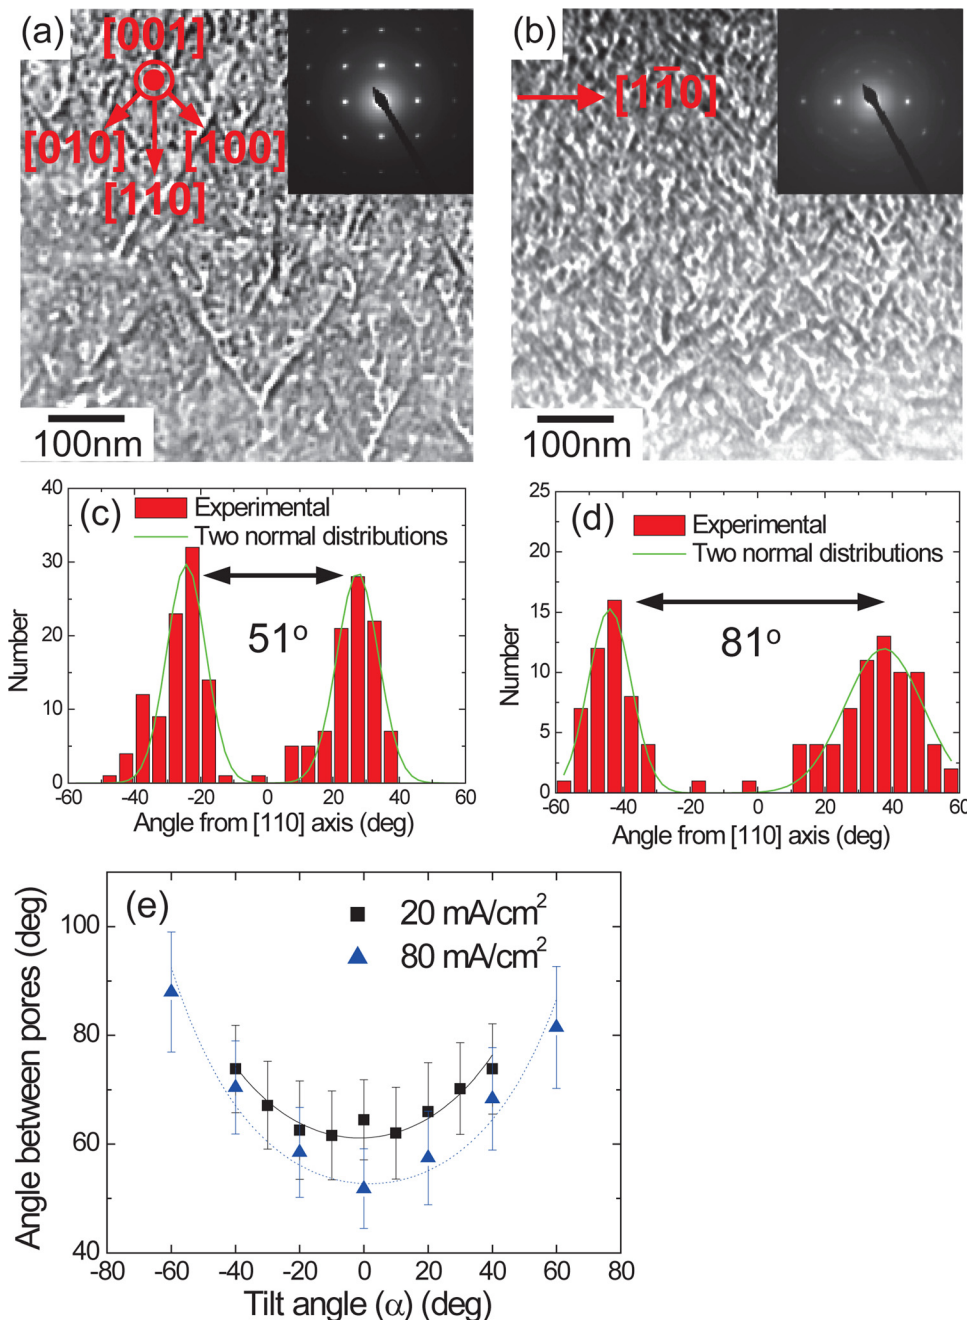 (a)
[001]
[010]
[100]
[110]
100nm
(b)
[11̅0]
100nm
(c)
Experimental
Two normal distributions
51°
40
30
20
10
0
Number
-60 -40 -20 0 20 40 60
Angle from [110] axis (deg)
(d)
Experimental
Two normal distributions
81°
25
20
15
10
5
0
Number
-60 -40 -20 0 20 40 60
Angle from [110] axis (deg)
(e)
20 mA/cm²
80 mA/cm²
100
80
60
40
Angle between pores (deg)
-80 -60 -40 -20 0 20 40 60 80
Tilt angle (α) (deg)